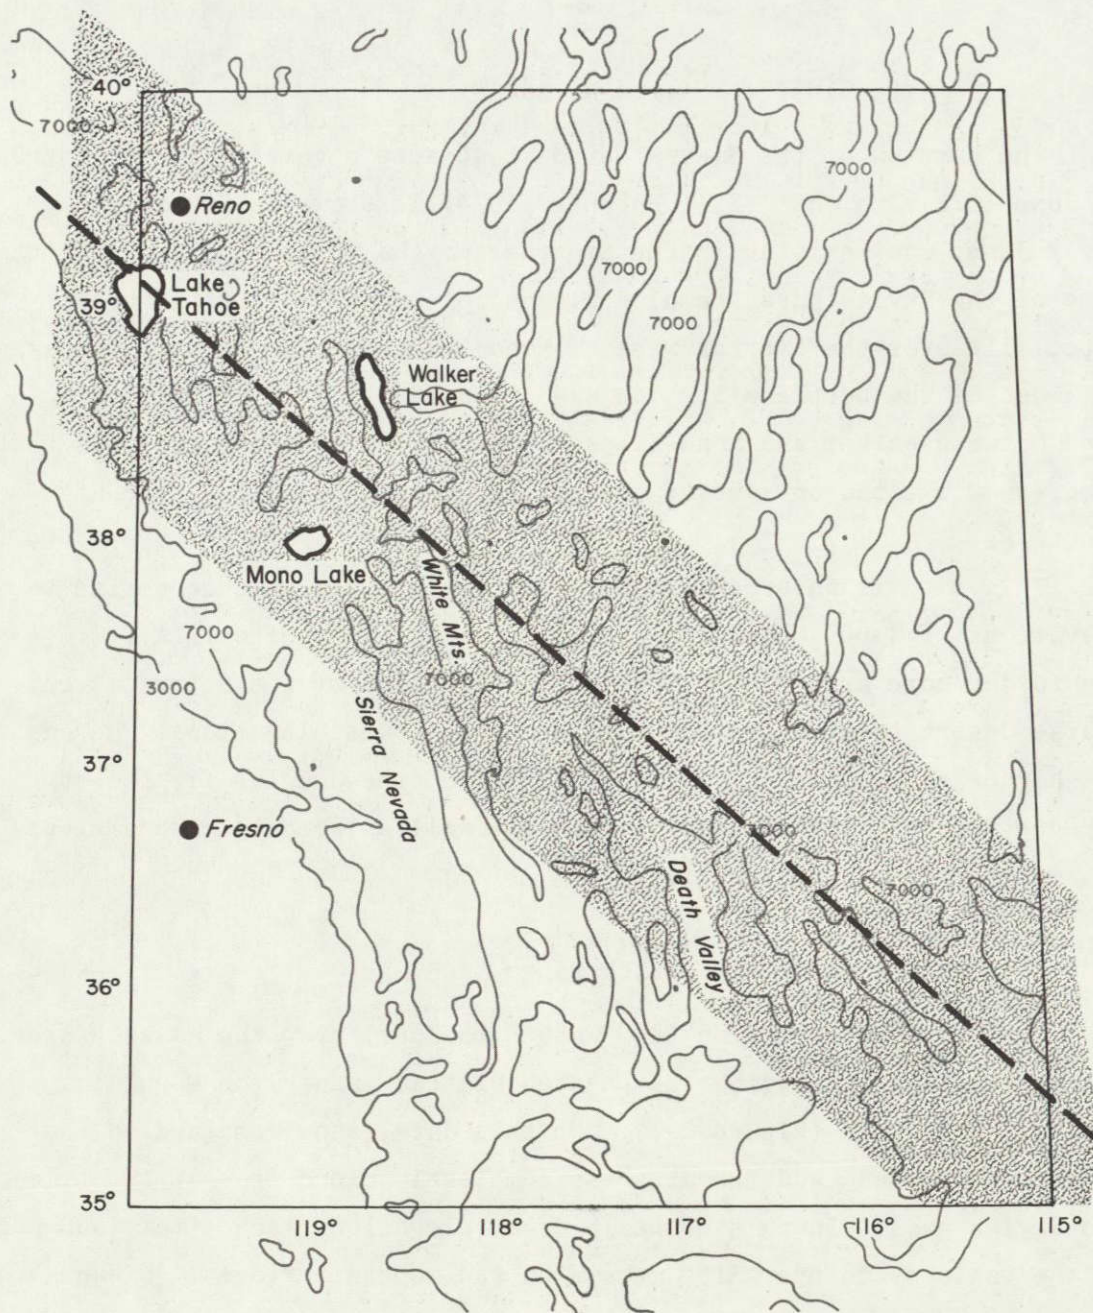 40°
7000
7000
Reno
7000
Lake
Tahoe
39°
7000
Walker
Lake
38°
Mono Lake
White Mts.
7000
7000
3000
Sierra Nevada
37°
Fresno
7000
Death Valley
36°
35°
119°
118°
117°
116°
115°